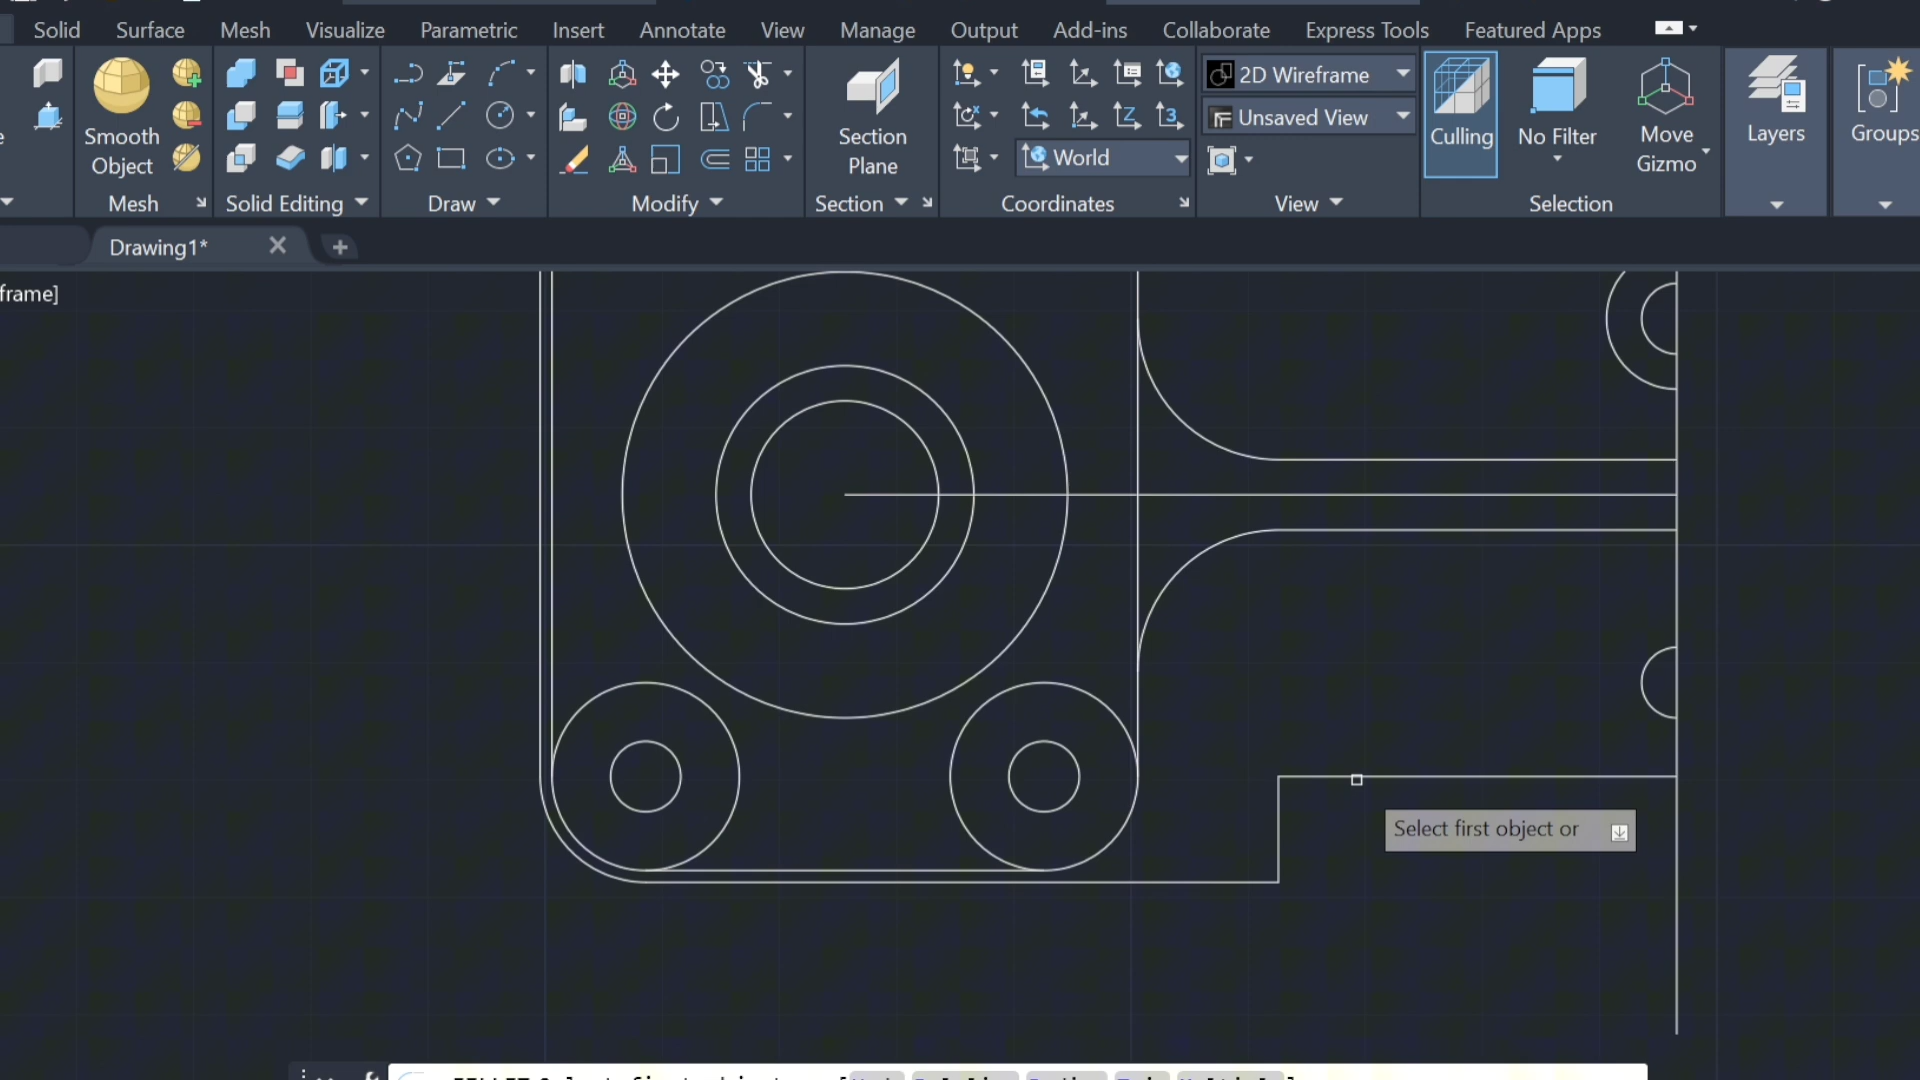 Solid Surface Mesh Visualize Parametric Insert Annotate View Manage Output Add-ins Collaborate Express Tools Featured Apps
Smooth Object
Section Plane
World
2D Wireframe
Unsaved View
Culling
No Filter
Move Gizmo
Layers
Groups
Mesh Solid Editing Draw Modify Section Coordinates View Selection
Drawing1*
frame]
Select first object or